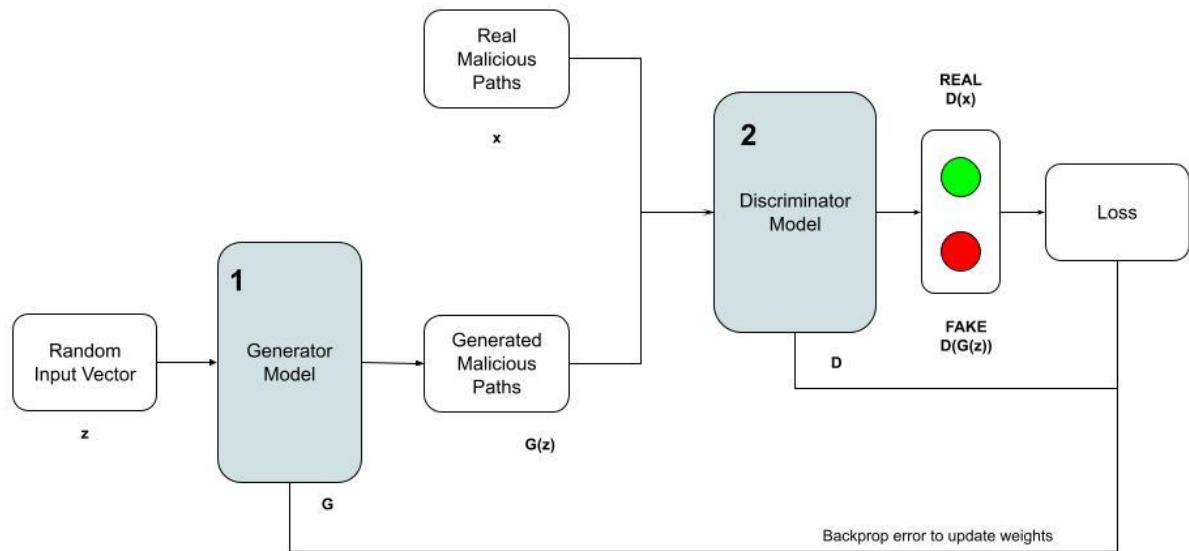 Real
Malicious
Paths
x
REAL
D(x)
2
Discriminator
Model
Loss
1
Generator
Model
Random
Input Vector
z
Generated
Malicious
Paths
G(z)
FAKE
D(G(z))
D
G
Backprop error to update weights